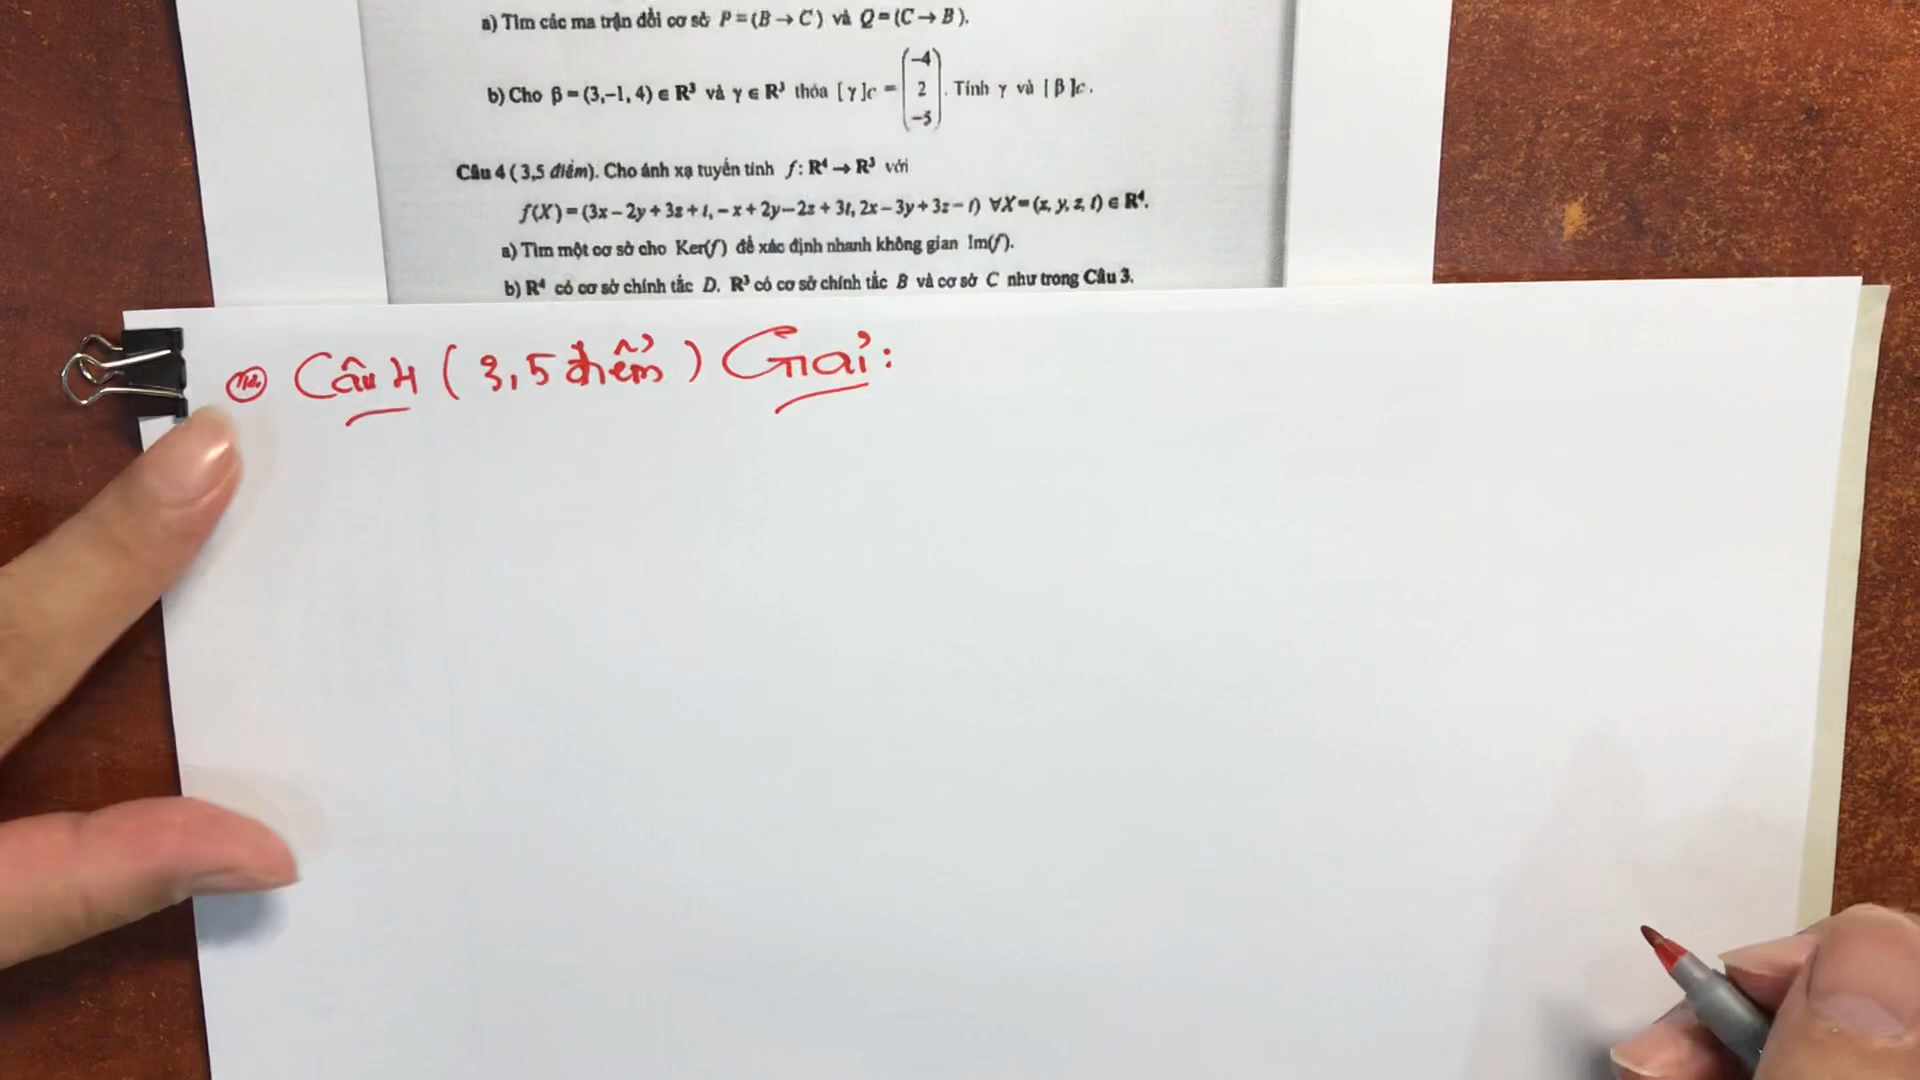 a) Tìm các ma trận đổi cơ sở P = (B → C) và Q = (C → B).
b) Cho β = (3,–1, 4) ∈ R³ và γ ∈ R³ thỏa [γ]c = (–4 2 –5). Tính γ và [β]c.
Câu 4 ( 3,5 điểm). Cho ánh xạ tuyến tính f : R⁴ → R³ với
f(X) = (3x – 2y + 3z + t, – x + 2y – 2z + 3t, 2x – 3y + 3z – t) ∀X = (x, y, z, t) ∈ R⁴.
a) Tìm một cơ sở cho Ker(f) để xác định nhanh không gian Im(f).
b) R⁴ có cơ sở chính tắc D. R³ có cơ sở chính tắc B và cơ sở C như trong Câu 3.
Câu 4 ( 3,5 điểm ) Giải :